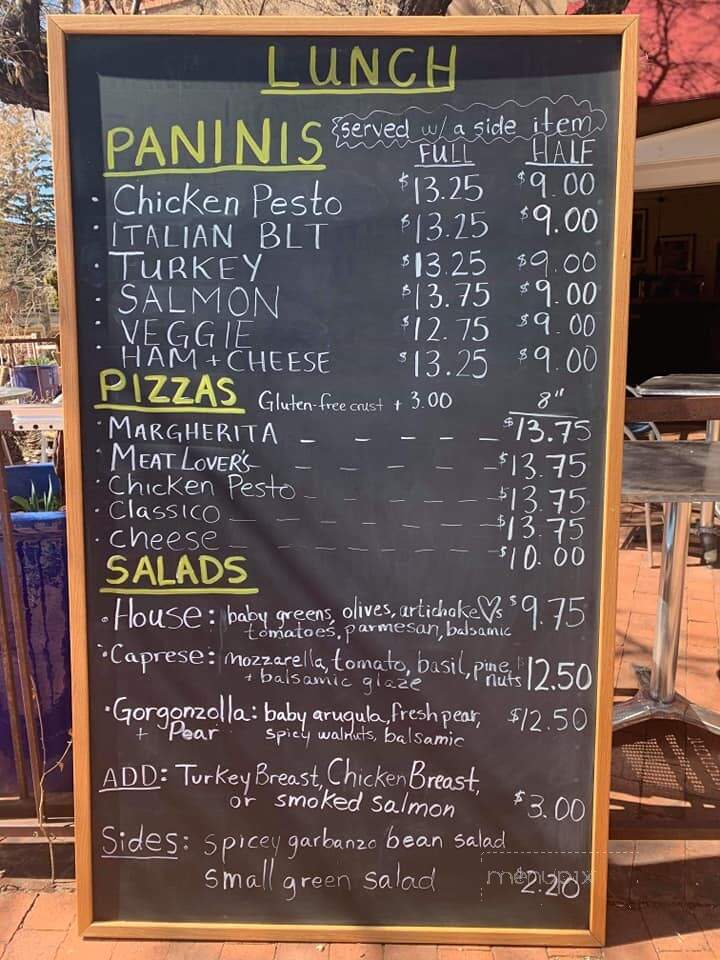 LUNCH
PANINIS served w/ a side item
FULL HALF
· Chicken Pesto $13.25 $9.00
· ITALIAN BLT $13.25 $9.00
· TURKEY $13.25 $9.00
· SALMON $13.75 $9.00
· VEGGIE $12.75 $9.00
· HAM + CHEESE $13.25 $9.00
PIZZAS Gluten-free crust + 3.00 8"
· MARGHERITA — — — — — $13.75
· MEAT LOVER'S — — — — $13.75
· Chicken Pesto — — — — — $13.75
· Classico — — — — — — $13.75
· cheese — — — — — — $10.00
SALADS
· House: baby greens, olives, artichoke ♡s $9.75
tomatoes, parmesan, balsamic
· Caprese: mozzarella, tomato, basil, pine nuts $12.50
+ balsamic glaze
· Gorgonzolla: baby arugula, fresh pear, $12.50
+ Pear spicy walnuts, balsamic
ADD: Turkey Breast, Chicken Breast,
or smoked salmon $3.00
Sides: spicey garbanzo bean salad
small green salad $2.20
menupix